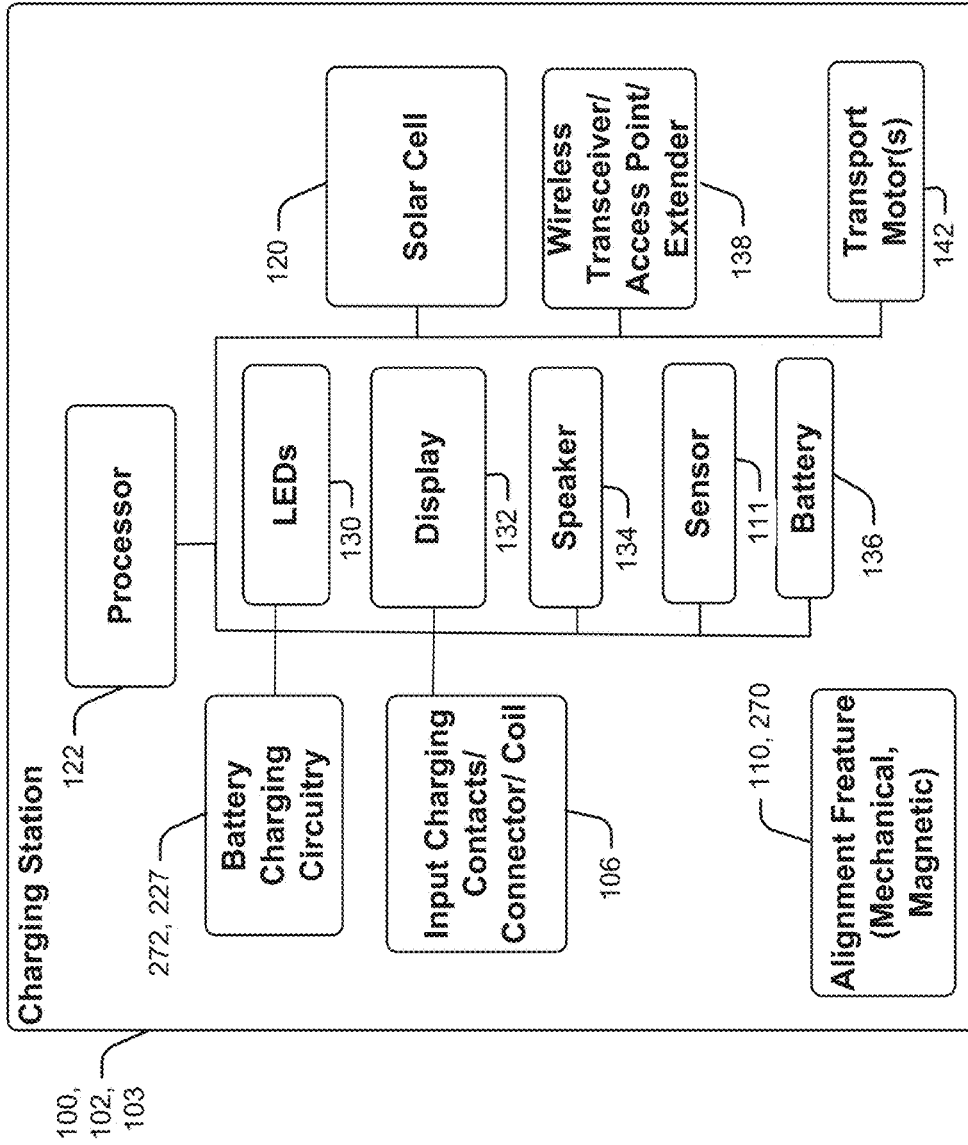 Charging Station
100,
102,
103
Processor
122
Battery
Charging
Circuitry
272, 227
LEDs
130
Solar Cell
120
Input Charging
Contacts/
Connector/ Coil
106
Display
132
Wireless
Transceiver/
Access Point/
Extender
138
Speaker
134
Sensor
111
Battery
136
Transport
Motor(s)
142
110, 270
Alignment Freature
(Mechanical,
Magnetic)